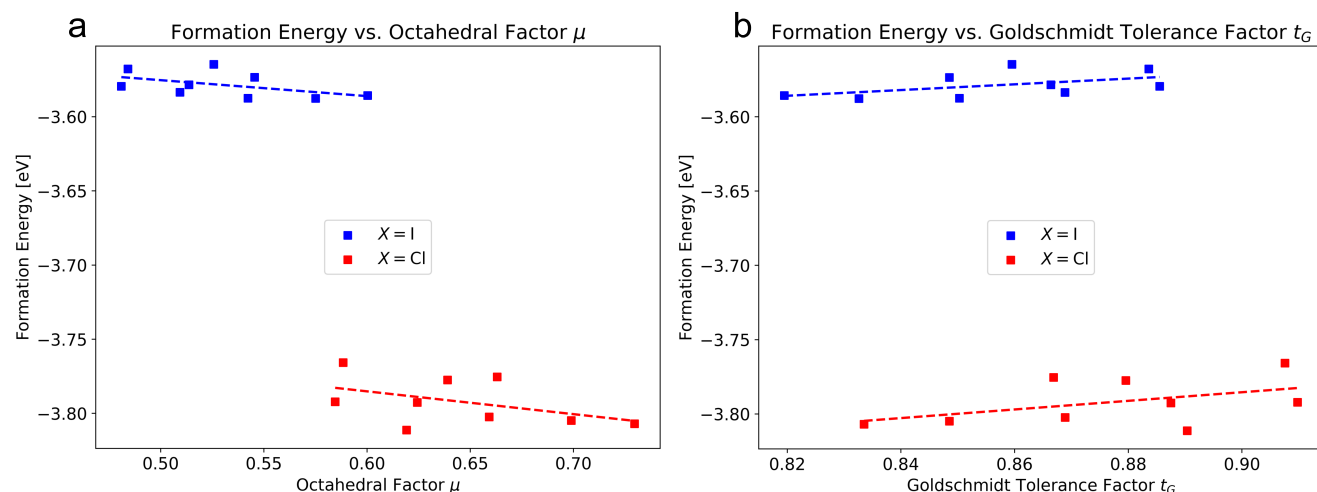 a
Formation Energy vs. Octahedral Factor μ
Formation Energy [eV]
−3.60
−3.65
−3.70
−3.75
−3.80
X = I
X = Cl
0.50 0.55 0.60 0.65 0.70
Octahedral Factor μ
b
Formation Energy vs. Goldschmidt Tolerance Factor t_G
Formation Energy [eV]
−3.60
−3.65
−3.70
−3.75
−3.80
X = I
X = Cl
0.82 0.84 0.86 0.88 0.90
Goldschmidt Tolerance Factor t_G